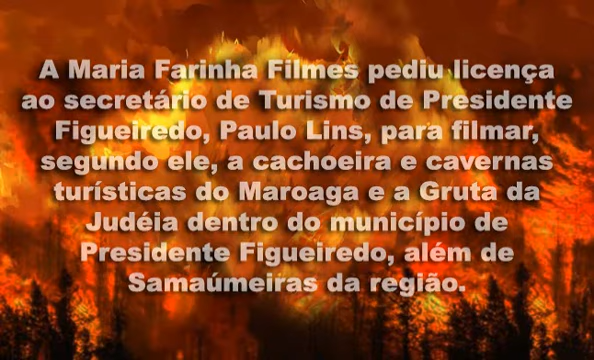 A Maria Farinha Filmes pediu licença
ao secretário de Turismo de Presidente
Figueiredo, Paulo Lins, para filmar,
segundo ele, a cachoeira e cavernas
turísticas do Maroaga e a Gruta da
Judéia dentro do município de
Presidente Figueiredo, além de
Samaúmeiras da região.